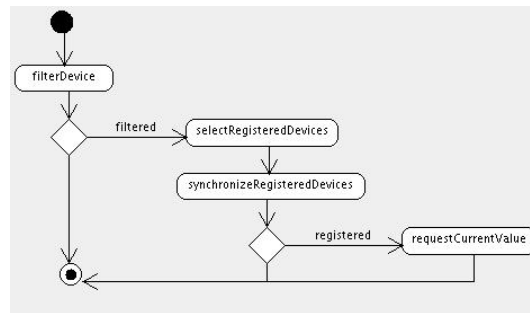 filterDevice
filtered
selectRegisteredDevices
synchronizeRegisteredDevices
registered
requestCurrentValue